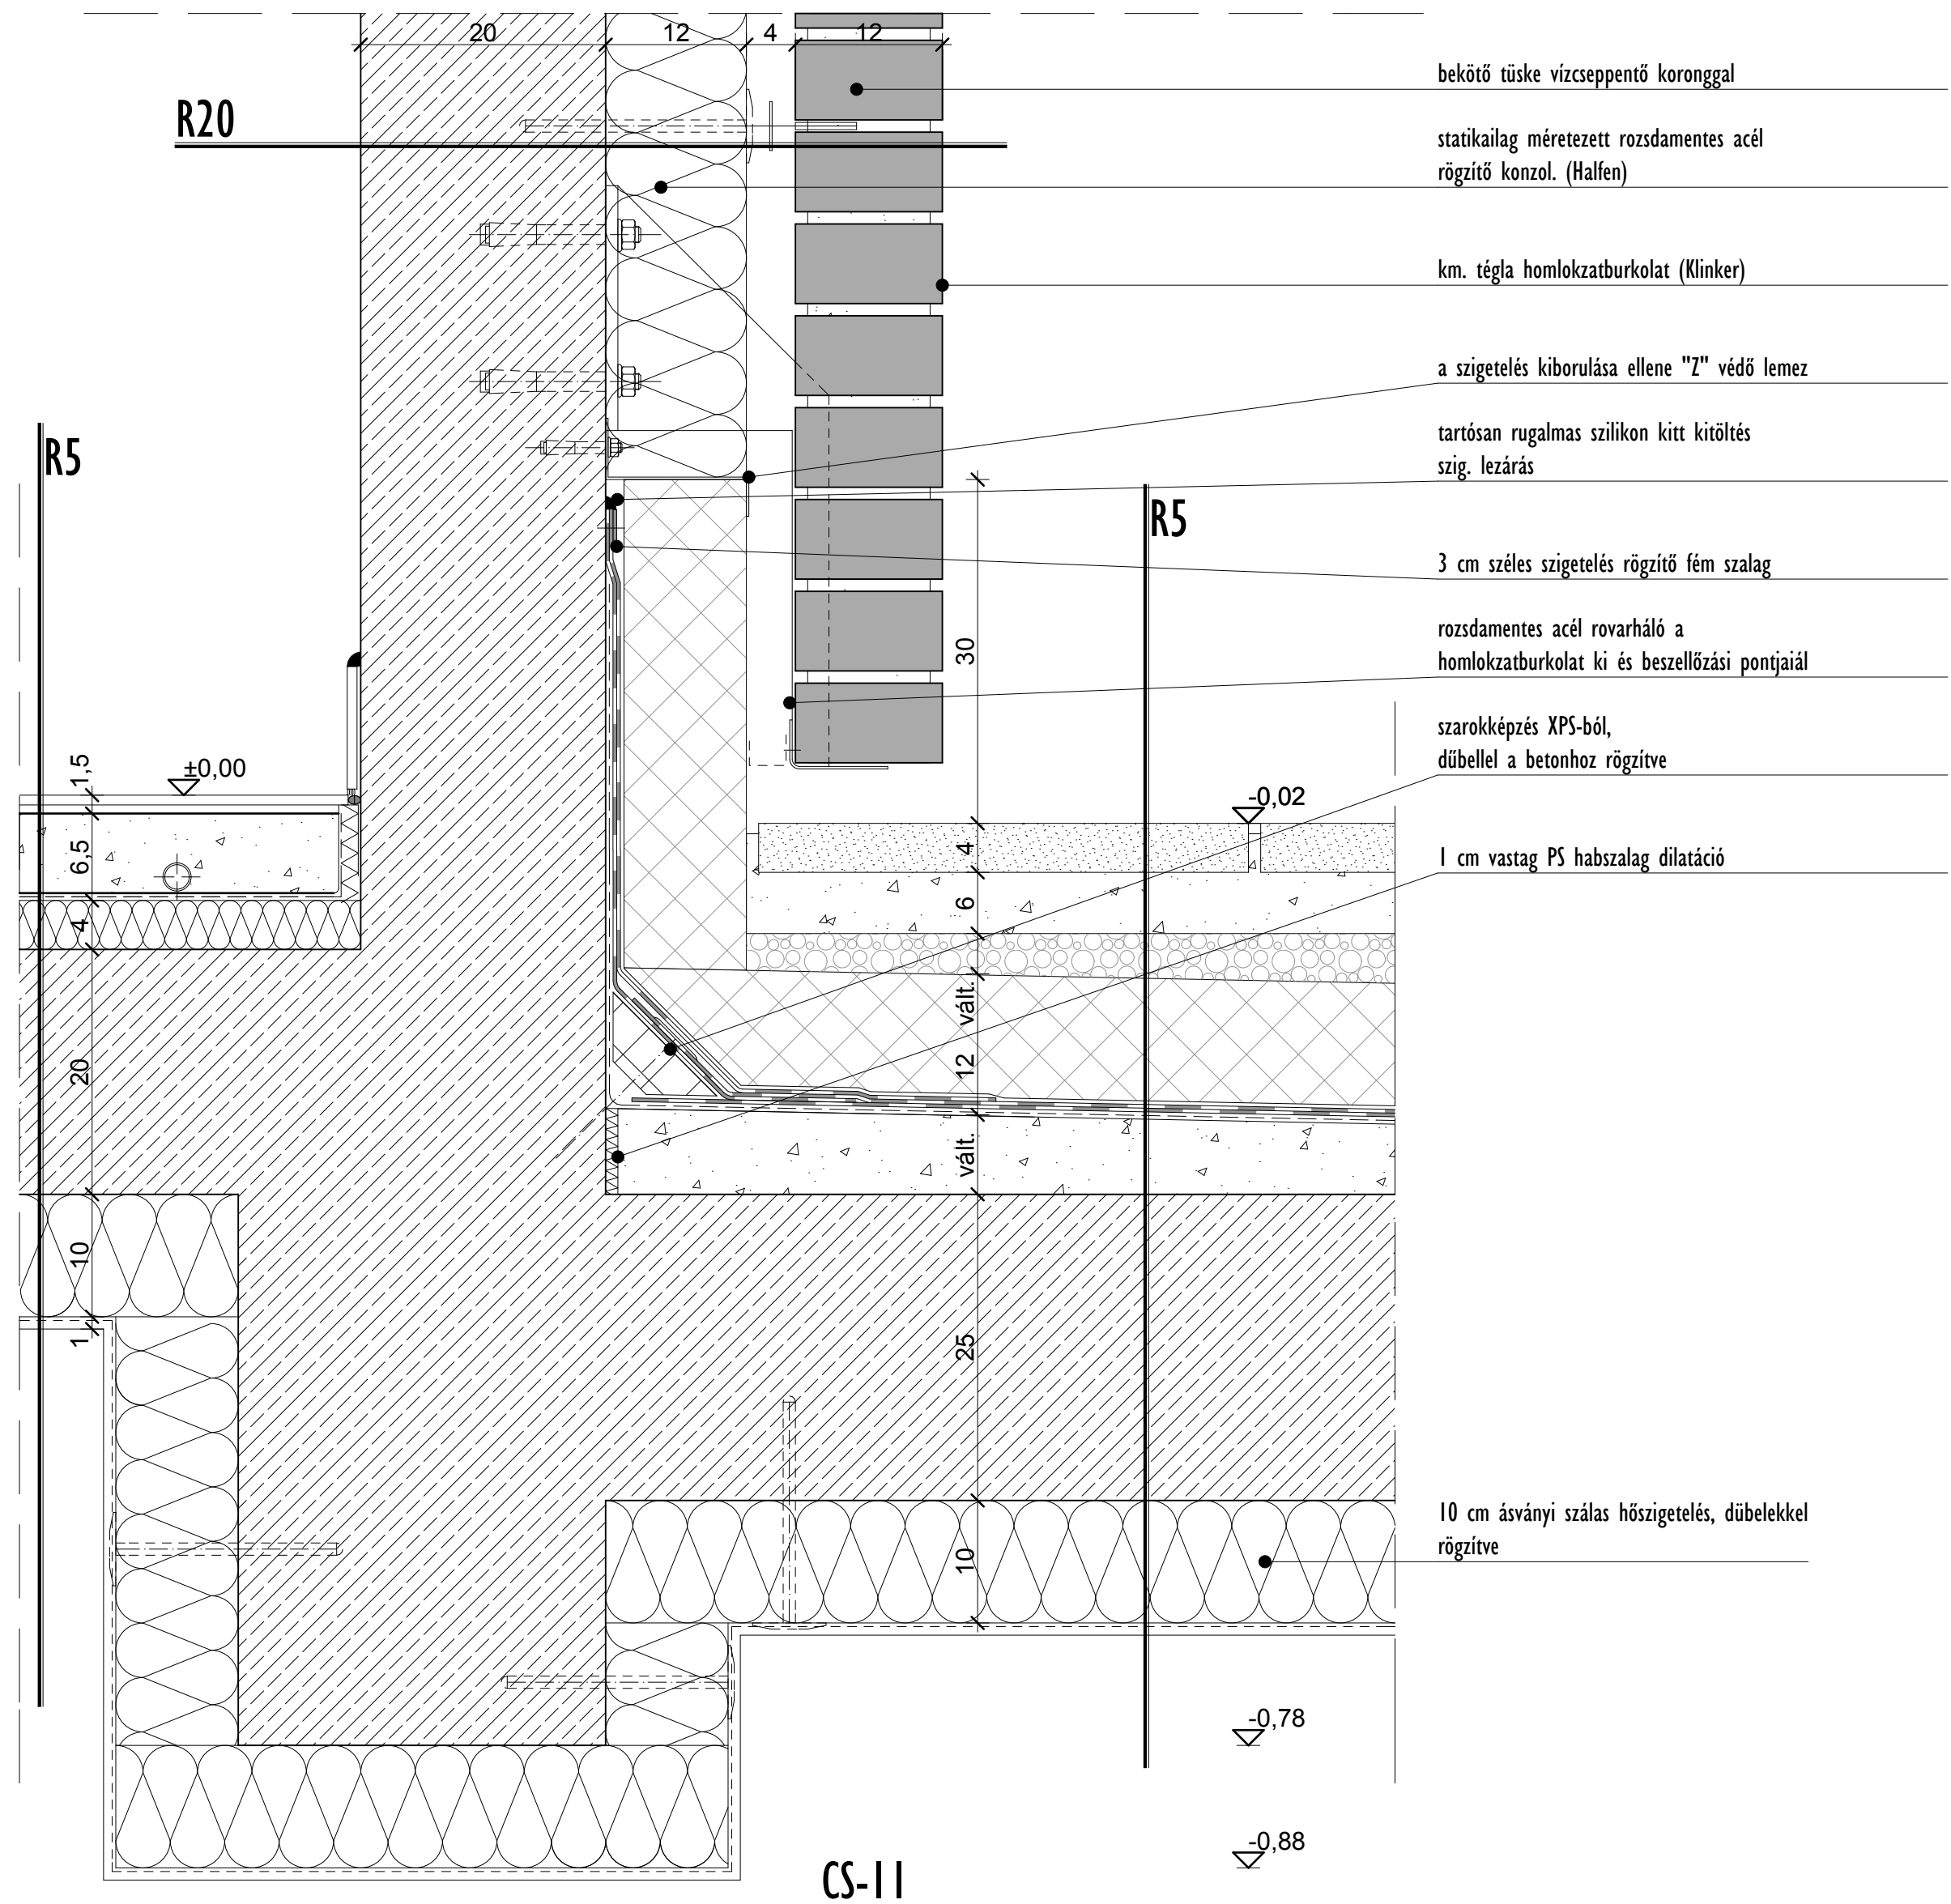 20 12 4 12
R20
bekötő tüske vízcseppentő koronggal
statikailag méretezett rozsdamentes acél
rögzítő konzol. (Halfen)
km. tégla homlokzatburkolat (Klinker)
a szigetelés kiborulása ellene "Z" védő lemez
tartósan rugalmas szilikon kitt kitöltés
szig. lezárás
R5
R5
3 cm széles szigetelés rögzítő fém szalag
rozsdamentes acél rovarháló a
homlokzatburkolat ki és beszellőzási pontjaiál
szarokképzés XPS-ból,
dűbellel a betonhoz rögzítve
1 cm vastag PS habszalag dilatáció
±0,00
-0,02
1,5
6,5
4
20
10
1
30
4
6
vált.
12
vált.
25
10
10 cm ásványi szálas hőszigetelés, dübelekkel
rögzítve
-0,78
-0,88
CS-11